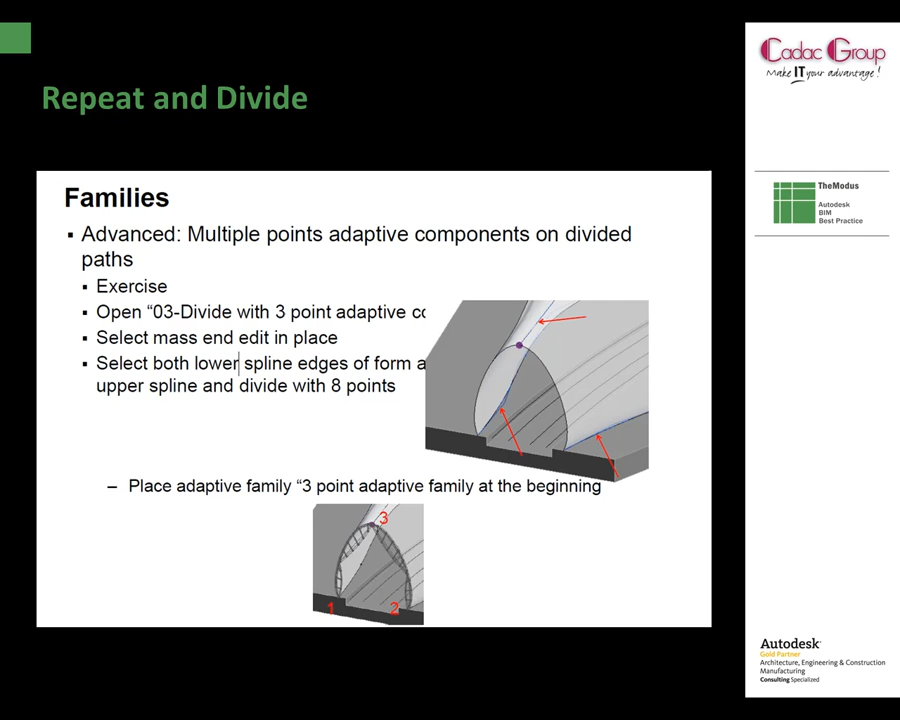 Repeat and Divide
Families
▪ Advanced: Multiple points adaptive components on divided
paths
▪ Exercise
▪ Open “03-Divide with 3 point adaptive co
▪ Select mass end edit in place
▪ Select both lower spline edges of form a
upper spline and divide with 8 points
– Place adaptive family “3 point adaptive family at the beginning
3
1
2
Cadac Group
Make IT your advantage!
TheModus
Autodesk
BIM
Best Practice
Autodesk
Gold Partner
Architecture, Engineering & Construction
Manufacturing
Consulting Specialized